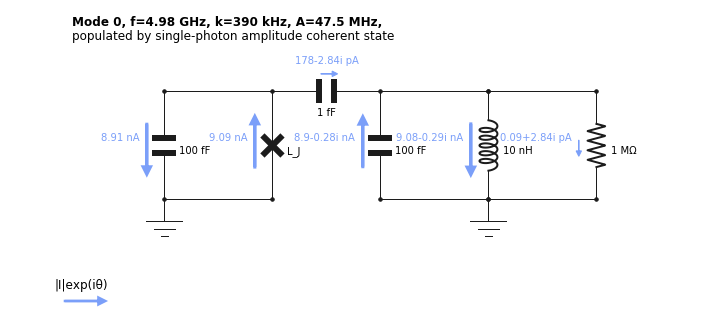 Mode 0, f=4.98 GHz, k=390 kHz, A=47.5 MHz,
populated by single-photon amplitude coherent state
178-2.84i pA
1 fF
8.91 nA
9.09 nA
8.9-0.28i nA
9.08-0.29i nA
0.09+2.84i pA
100 fF
L_J
100 fF
10 nH
1 MΩ
|I|exp(iθ)